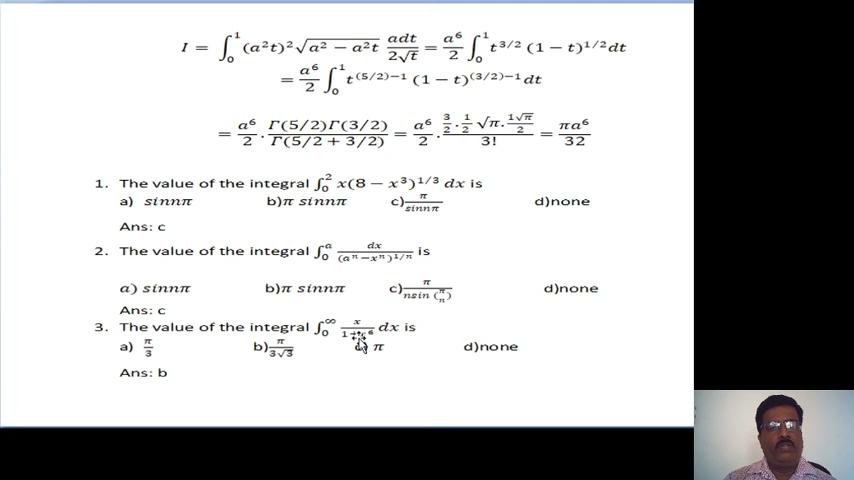 I = ∫₀¹ (a²t)² √(a² − a²t) adt/(2√t) = a⁶/2 ∫₀¹ t^(3/2) (1 − t)^(1/2) dt
= a⁶/2 ∫₀¹ t^((5/2)−1) (1 − t)^((3/2)−1) dt
= a⁶/2 . Γ(5/2)Γ(3/2)/Γ(5/2 + 3/2) = a⁶/2 . (3/2 . 1/2 √π . 1√π/2)/3! = πa⁶/32
1. The value of the integral ∫₀² x(8 − x³)^(1/3) dx is
a) sinnπ b)π sinnπ c) π/sinnπ d)none
Ans: c
2. The value of the integral ∫₀ᵃ dx/(aⁿ−xⁿ)^(1/n) is
a) sinnπ b)π sinnπ c) π/(nsin (π/n)) d)none
Ans: c
3. The value of the integral ∫₀^∞ x/(1+x⁶) dx is
a) π/3 b) π/(3√3) c) π d)none
Ans: b